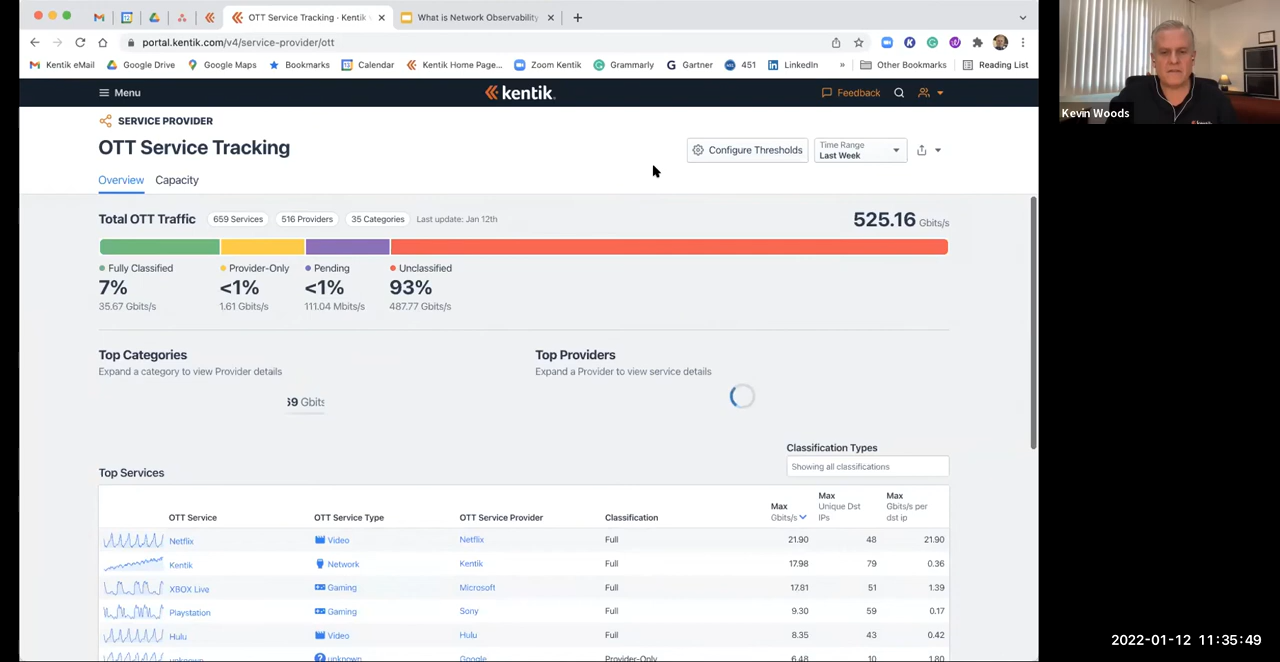 OTT Service Tracking · Kentik
What is Network Observability
portal.kentik.com/v4/service-provider/ott
Kentik eMail Google Drive Google Maps Bookmarks Calendar Kentik Home Page... Zoom Kentik Grammarly Gartner 451 LinkedIn » Other Bookmarks Reading List
Menu kentik. Feedback
Kevin Woods
SERVICE PROVIDER
OTT Service Tracking
Configure Thresholds
Time Range
Last Week
Overview Capacity
Total OTT Traffic 659 Services 516 Providers 35 Categories Last update: Jan 12th 525.16 Gbits/s
Fully Classified Provider-Only Pending Unclassified
7% <1% <1% 93%
35.67 Gbits/s 1.61 Gbits/s 111.04 Mbits/s 487.77 Gbits/s
Top Categories Top Providers
Expand a category to view Provider details Expand a Provider to view service details
Gbits
Classification Types
Showing all classifications
Top Services
OTT Service OTT Service Type OTT Service Provider Classification
Max
Gbits/s
Max
Unique Dst
IPs
Max
Gbits/s per
dst ip
Netflix Video Netflix Full 21.90 48 21.90
Kentik Network Kentik Full 17.98 79 0.36
XBOX Live Gaming Microsoft Full 17.81 51 1.39
Playstation Gaming Sony Full 9.30 59 0.17
Hulu Video Hulu Full 8.35 43 0.42
unknown unknown Google Provider-Only 6.48 10 1.80
2022-01-12 11:35:49